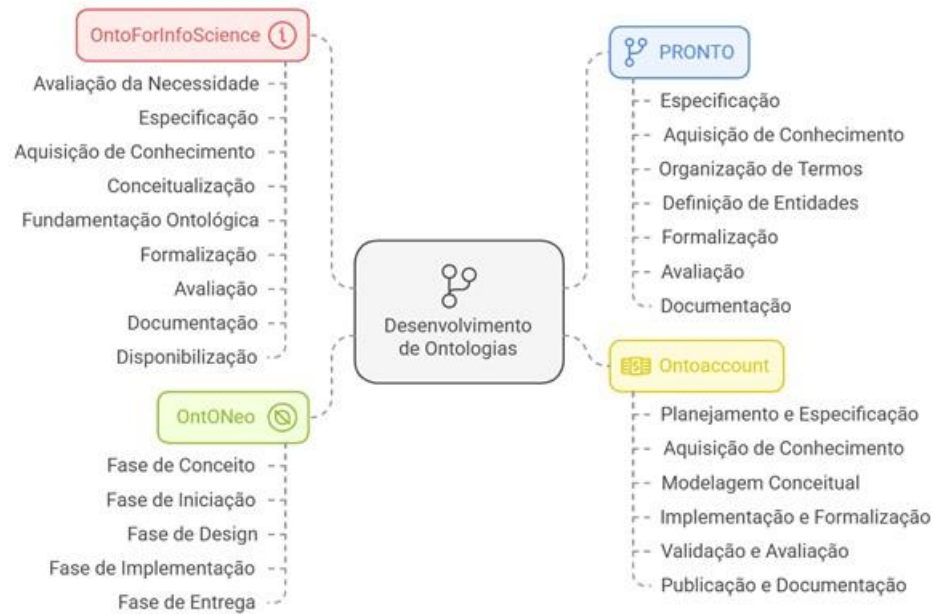 OntoForInfoScience
Avaliação da Necessidade
Especificação
Aquisição de Conhecimento
Conceitualização
Fundamentação Ontológica
Formalização
Avaliação
Documentação
Disponibilização
OntONeo
Fase de Conceito
Fase de Iniciação
Fase de Design
Fase de Implementação
Fase de Entrega
Desenvolvimento
de Ontologias
PRONTO
Especificação
Aquisição de Conhecimento
Organização de Termos
Definição de Entidades
Formalização
Avaliação
Documentação
Ontoaccount
Planejamento e Especificação
Aquisição de Conhecimento
Modelagem Conceitual
Implementação e Formalização
Validação e Avaliação
Publicação e Documentação